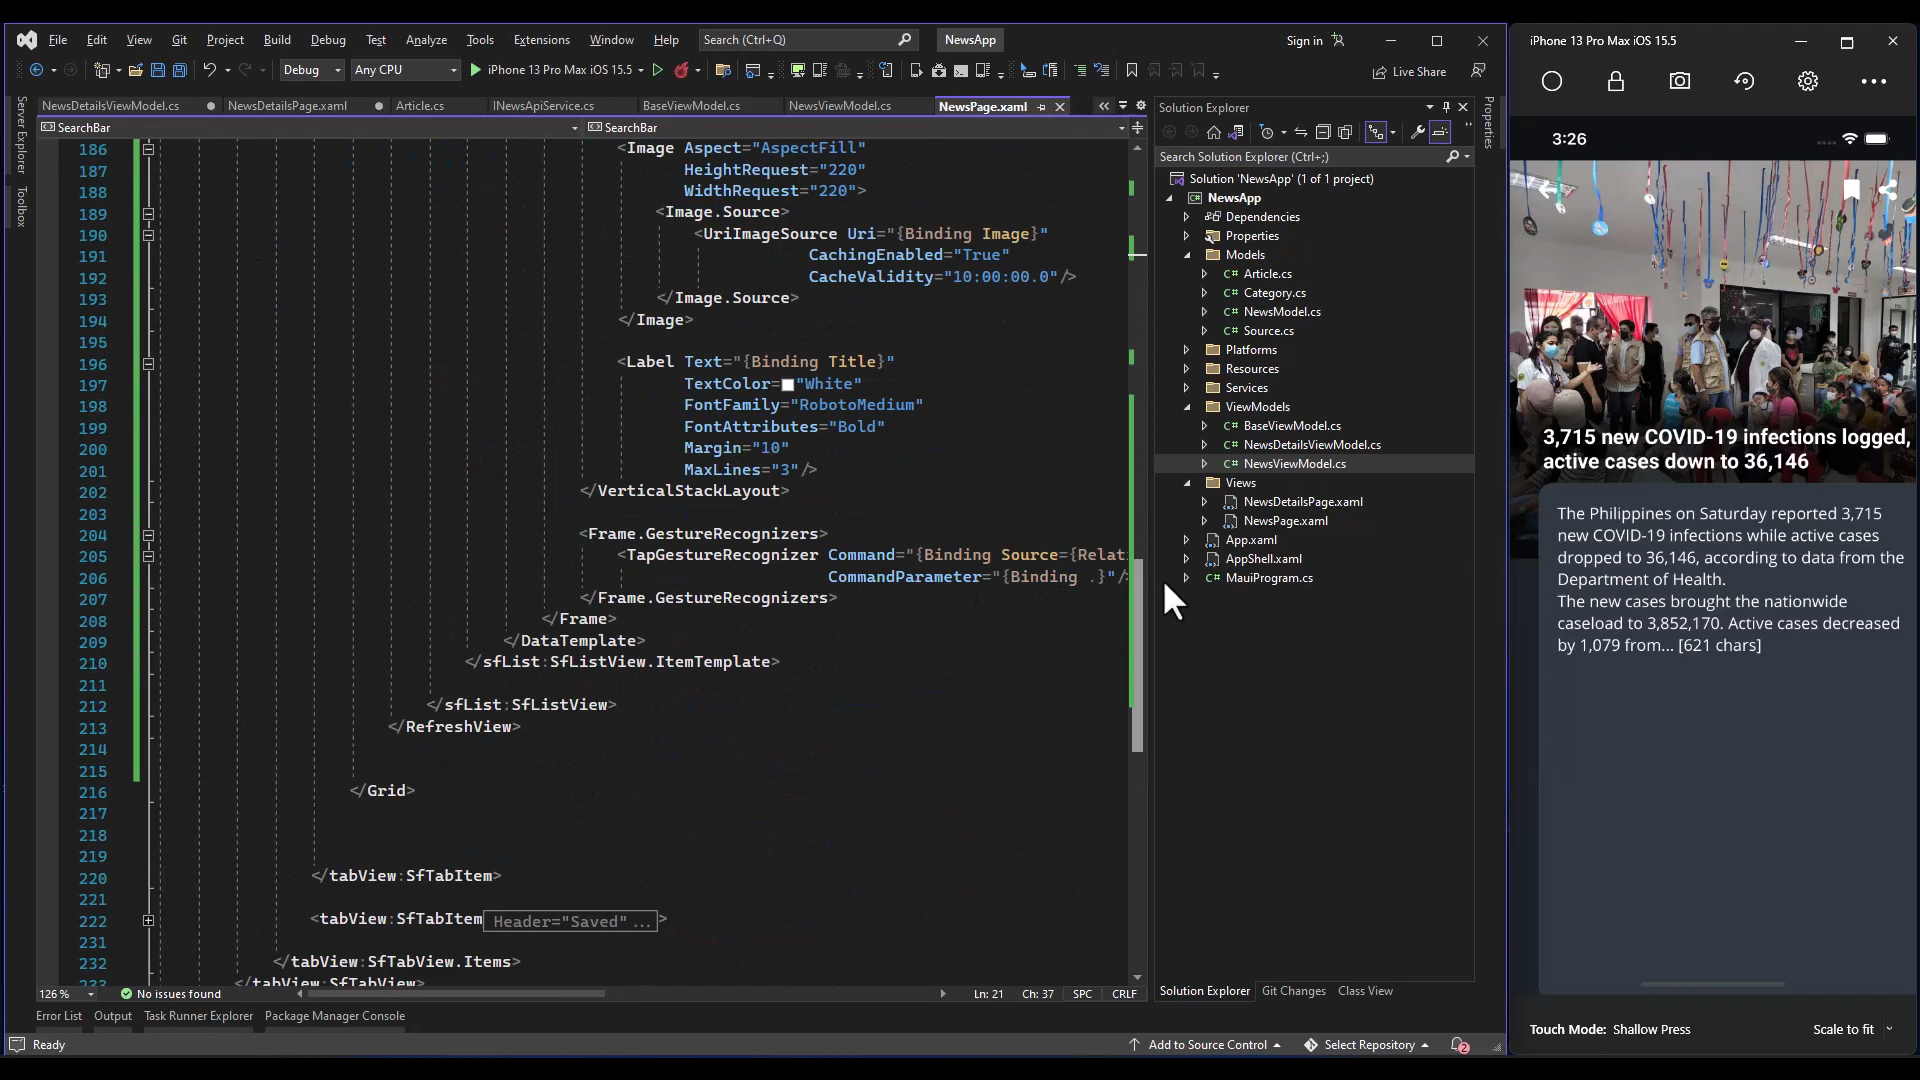 File Edit View Git Project Build Debug Test Analyze Tools Extensions Window Help Search (Ctrl+Q) NewsApp Sign in
Debug Any CPU iPhone 13 Pro Max iOS 15.5 Live Share
NewsDetailsViewModel.cs NewsDetailsPage.xaml Article.cs INewsApiService.cs BaseViewModel.cs NewsViewModel.cs NewsPage.xaml
SearchBar SearchBar
Server Explorer
Toolbox
186 <Image Aspect="AspectFill"
187 HeightRequest="220"
188 WidthRequest="220">
189 <Image.Source>
190 <UriImageSource Uri="{Binding Image}"
191 CachingEnabled="True"
192 CacheValidity="10:00:00.0"/>
193 </Image.Source>
194 </Image>
195
196 <Label Text="{Binding Title}"
197 TextColor="White"
198 FontFamily="RobotoMedium"
199 FontAttributes="Bold"
200 Margin="10"
201 MaxLines="3"/>
202 </VerticalStackLayout>
203
204 <Frame.GestureRecognizers>
205 <TapGestureRecognizer Command="{Binding Source={Relat
206 CommandParameter="{Binding .}"/>
207 </Frame.GestureRecognizers>
208 </Frame>
209 </DataTemplate>
210 </sfList:SfListView.ItemTemplate>
211
212 </sfList:SfListView>
213 </RefreshView>
214
215
216 </Grid>
217
218
219
220 </tabView:SfTabItem>
221
222 <tabView:SfTabItem Header="Saved"...>
231
232 </tabView:SfTabView.Items>
233 </tabView:SfTabView>
126 % No issues found Ln: 21 Ch: 37 SPC CRLF
Error List Output Task Runner Explorer Package Manager Console
Ready Add to Source Control Select Repository 2
Solution Explorer
Search Solution Explorer (Ctrl+;)
Solution 'NewsApp' (1 of 1 project)
C# NewsApp
Dependencies
Properties
Models
C# Article.cs
C# Category.cs
C# NewsModel.cs
C# Source.cs
Platforms
Resources
Services
ViewModels
C# BaseViewModel.cs
C# NewsDetailsViewModel.cs
C# NewsViewModel.cs
Views
NewsDetailsPage.xaml
NewsPage.xaml
App.xaml
AppShell.xaml
C# MauiProgram.cs
Solution Explorer Git Changes Class View
Properties
iPhone 13 Pro Max iOS 15.5
3:26
3,715 new COVID-19 infections logged,
active cases down to 36,146
The Philippines on Saturday reported 3,715
new COVID-19 infections while active cases
dropped to 36,146, according to data from the
Department of Health.
The new cases brought the nationwide
caseload to 3,852,170. Active cases decreased
by 1,079 from... [621 chars]
Touch Mode: Shallow Press Scale to fit